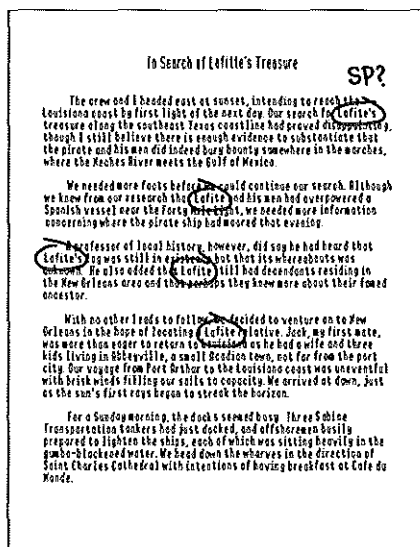 In Search of Lafitte's Treasure
SP?
The crew and I headed east at sunset, intending to reach the
Louisiana coast by first light of the next day. Our search for Lafite's
treasure along the southeast Texas coastline had proved disappointing,
though I still believe there is enough evidence to substantiate that
the pirate and his men did indeed bury bounty somewhere in the marshes,
where the Neches River meets the Gulf of Mexico.
We needed more facts before we could continue our search. Although
we knew from our research that Lafite and his men had overpowered a
Spanish vessel near the Forty Mile Light, we needed more information
concerning where the pirate ship had moored that evening.
A professor of local history, however, did say he had heard that
Lafite's log was still in existence but that its whereabouts was
unknown. He also added that Lafite still had decendants residing in
the New Orleans area and that perhaps they knew more about their famed
ancestor.
With no other leads to follow, we decided to venture on to New
Orleans in the hope of locating Lafite relative. Jack, my first mate,
was more than eager to return to Louisiana as he had a wife and three
kids living in Abbeyville, a small Acadian town, not far from the port
city. Our voyage from Port Arthur to the Louisiana coast was uneventful
with brisk winds filling our sails to capacity. We arrived at dawn, just
as the sun's first rays began to streak the horizon.
For a Sunday morning, the docks seemed busy. Three Sabine
Transportation tankers had just docked, and offshoremen busily
prepared to lighten the ships, each of which was sitting heavily in the
gumbo-blackened water. We head down the wharves in the direction of
Saint Charles Cathedral with intentions of having breakfast at Cafe du
Monde.